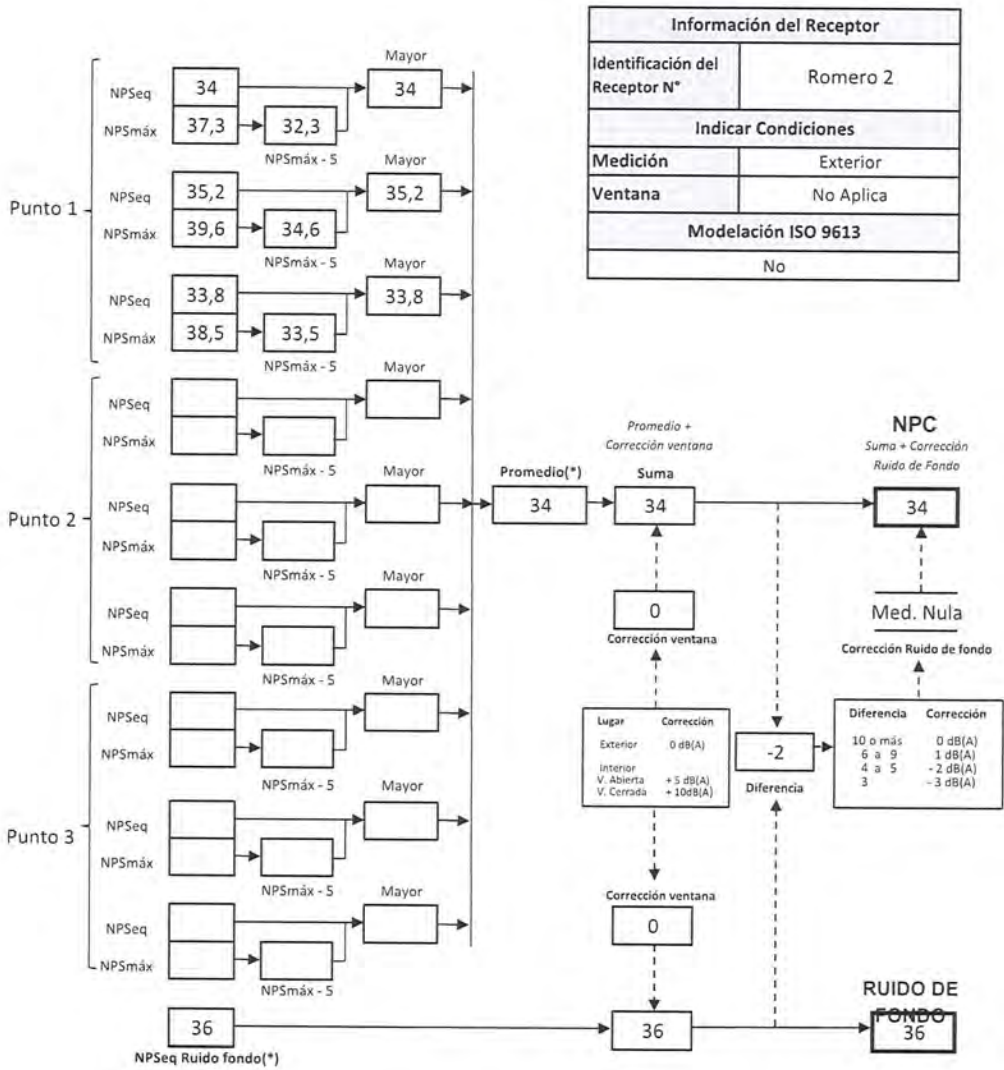 Información del Receptor
Identificación del Receptor N° Romero 2
Indicar Condiciones
Medición Exterior
Ventana No Aplica
Modelación ISO 9613
No
Punto 1
Mayor
NPSeq 34 34
NPSmáx 37,3 32,3
NPSmáx - 5
Mayor
NPSeq 35,2 35,2
NPSmáx 39,6 34,6
NPSmáx - 5
Mayor
NPSeq 33,8 33,8
NPSmáx 38,5 33,5
NPSmáx - 5
Punto 2
Mayor
NPSeq
NPSmáx
NPSmáx - 5
Mayor
NPSeq
NPSmáx
NPSmáx - 5
Mayor
NPSeq
NPSmáx
NPSmáx - 5
Punto 3
Mayor
NPSeq
NPSmáx
NPSmáx - 5
Mayor
NPSeq
NPSmáx
NPSmáx - 5
Mayor
NPSeq
NPSmáx
NPSmáx - 5
Promedio(*)
34
Promedio +
Corrección ventana
Suma
34
NPC
Suma + Corrección
Ruido de Fondo
34
0
Corrección ventana
Med. Nula
Corrección Ruido de fondo
Lugar Corrección
Exterior 0 dB(A)
Interior
V. Abierta + 5 dB(A)
V. Cerrada + 10dB(A)
-2
Diferencia
Diferencia Corrección
10 o más 0 dB(A)
6 a 9 1 dB(A)
4 a 5 - 2 dB(A)
3 - 3 dB(A)
Corrección ventana
0
36
NPSeq Ruido fondo(*)
36
RUIDO DE
FONDO
36